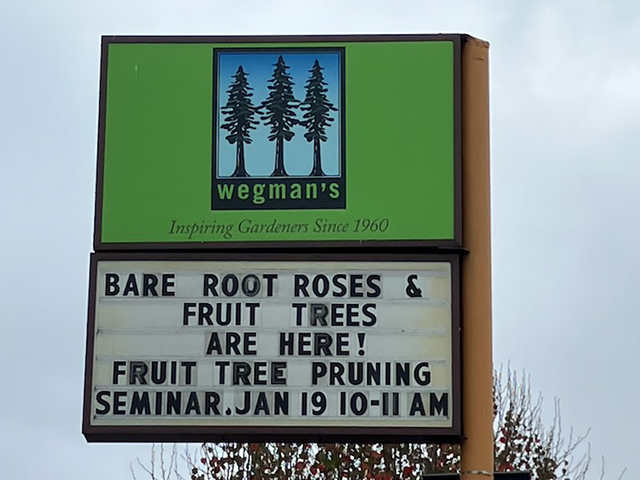 wegman's
Inspiring Gardeners Since 1960
BARE ROOT ROSES &
FRUIT TREES
ARE HERE!
FRUIT TREE PRUNING
SEMINAR.JAN 19 10-11 AM